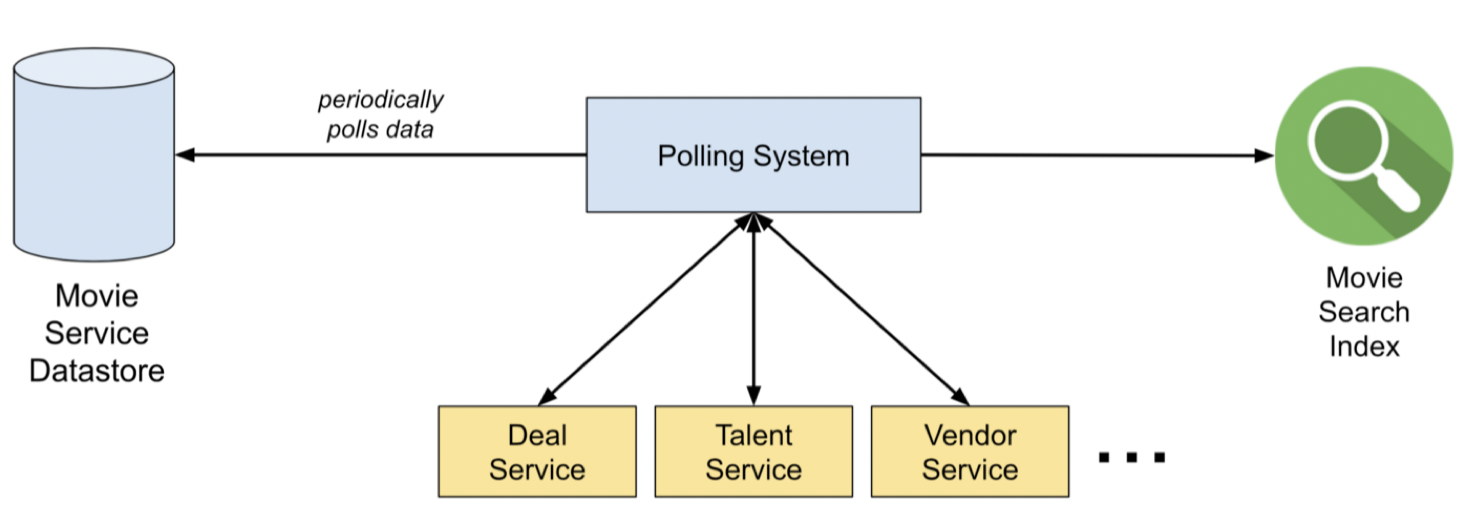 periodically
polls data
Polling System
Movie
Service
Datastore
Movie
Search
Index
Deal
Service
Talent
Service
Vendor
Service
...